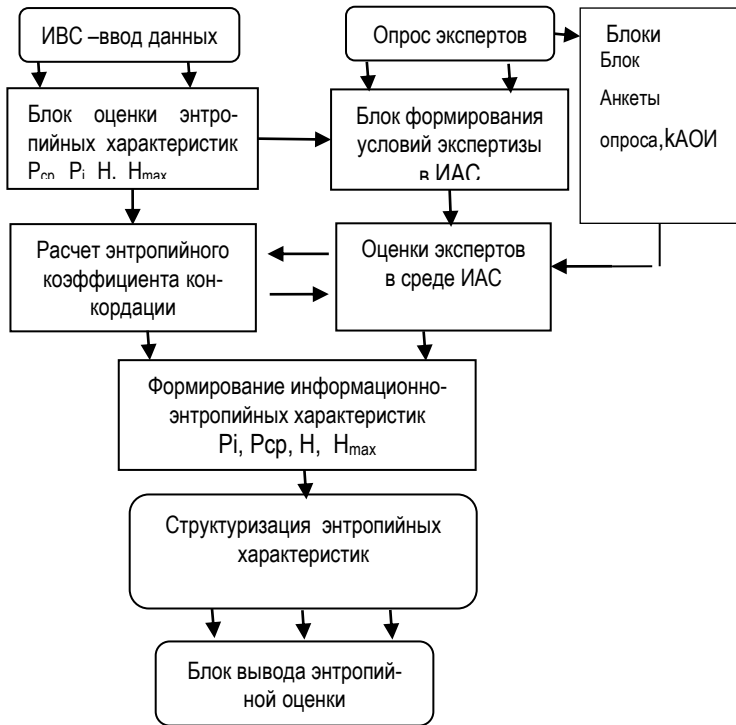 ИВС –ввод данных
Опрос экспертов
Блоки
Блок
Анкеты
опроса,kАОИ
Блок оценки энтро-
пийных характеристик
Pср, Pi, H, Hmax
Блок формирования
условий экспертизы
в ИАС
Расчет энтропийного
коэффициента кон-
кордации
Оценки экспертов
в среде ИАС
Формирование информационно-
энтропийных характеристик
Pi, Pср, H, Hmax
Структуризация энтропийных
характеристик
Блок вывода энтропий-
ной оценки